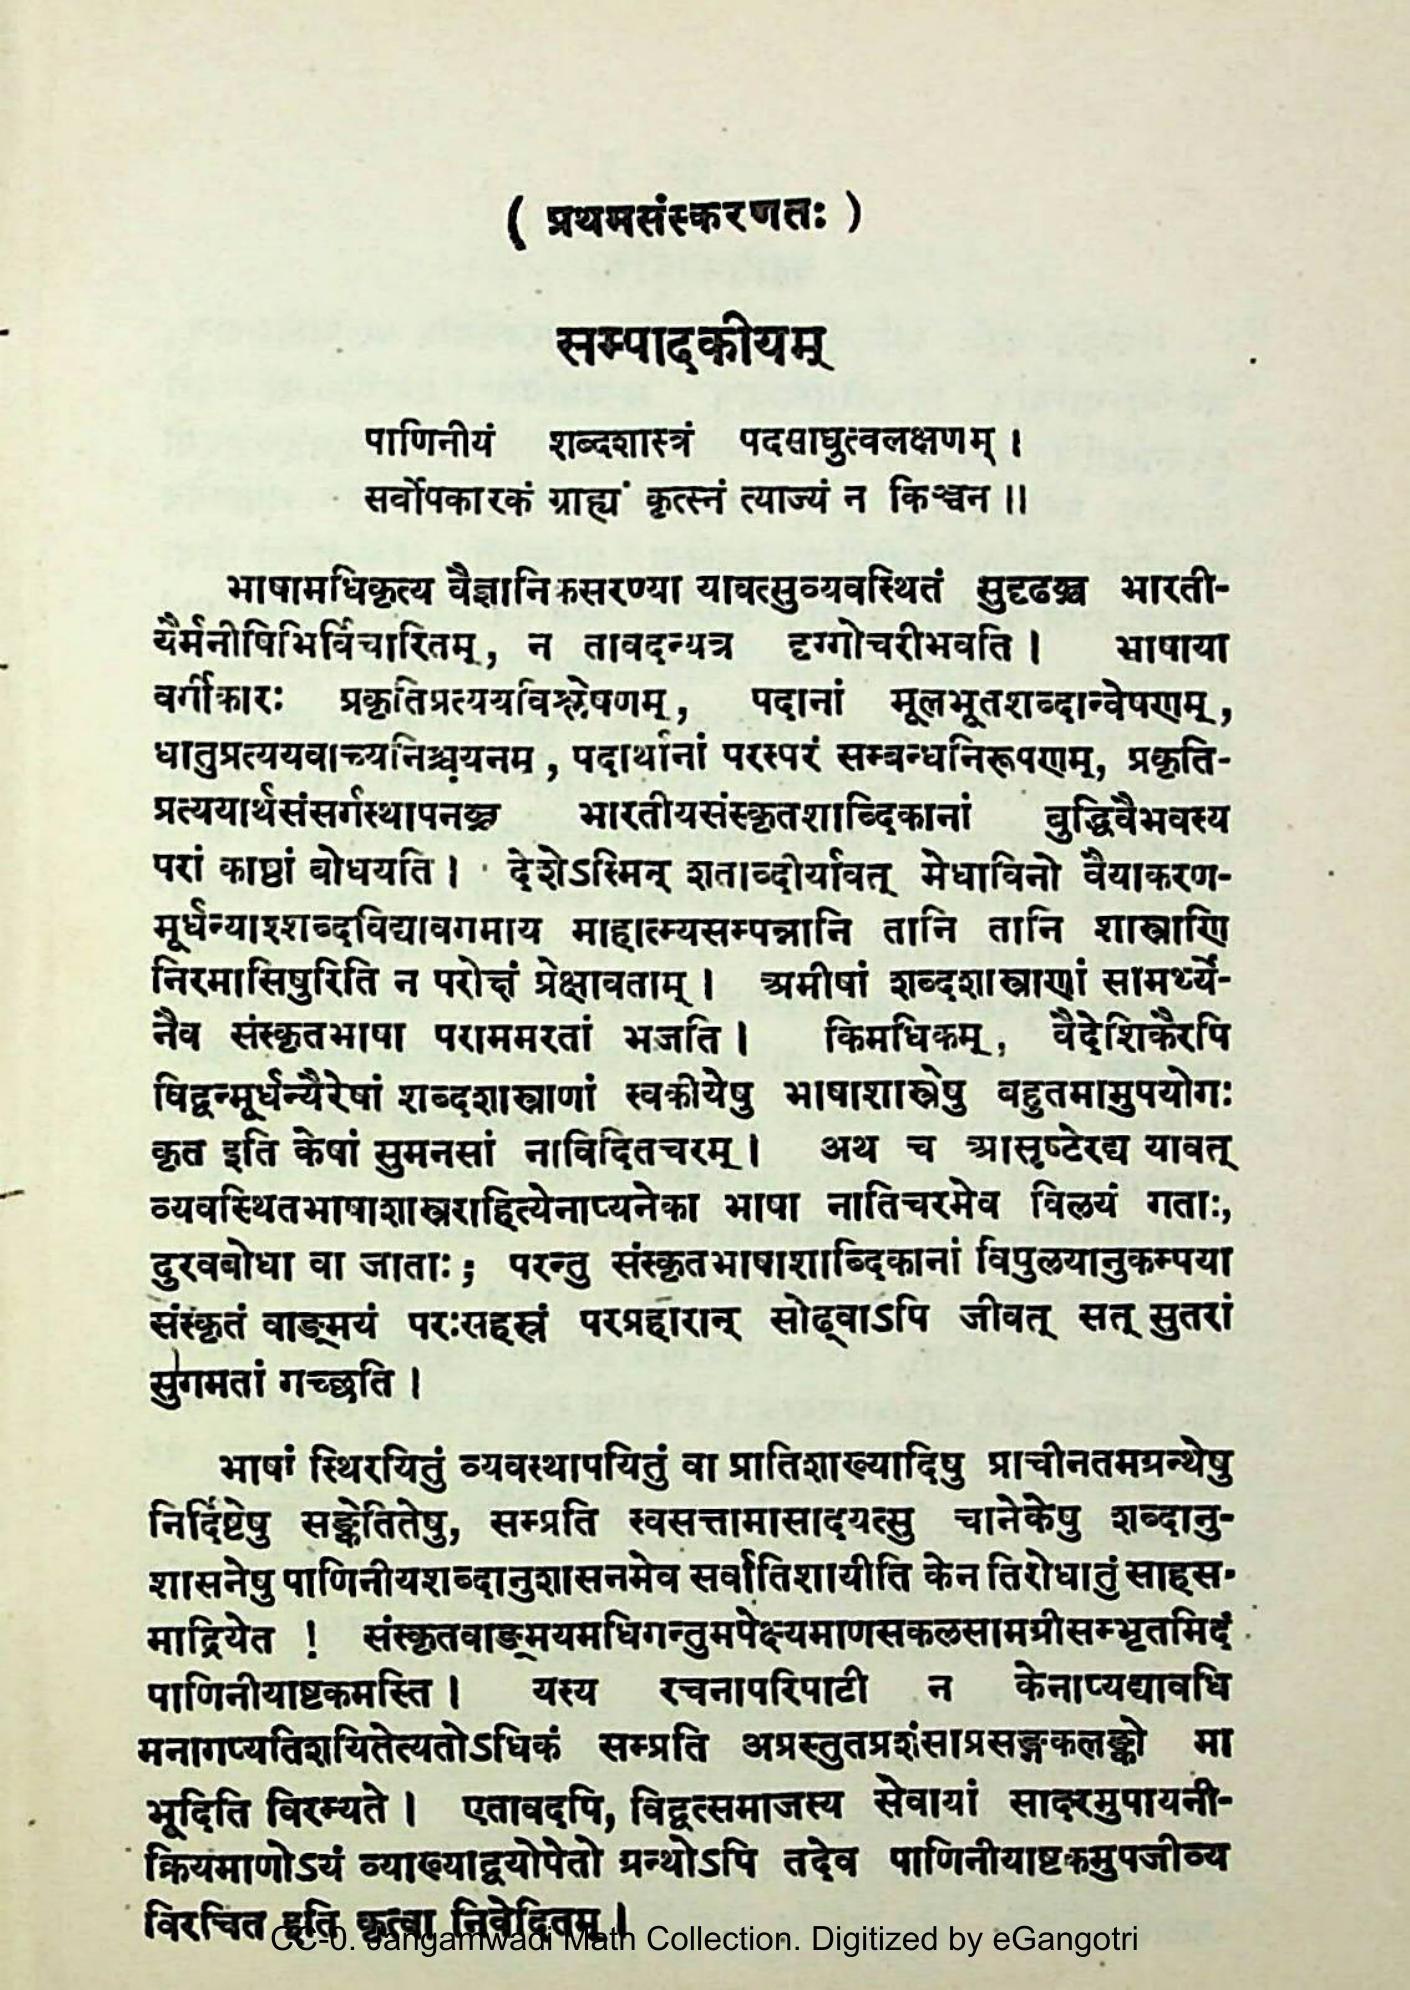 ( प्रथमसंस्करणतः )
सम्पादकीयम्
पाणिनीयं शब्दशास्त्रं पदसाधुत्वलक्षणम् ।
सर्वोपकारकं ग्राह्यं कृत्स्नं त्याज्यं न किञ्चन ॥
भाषामधिकृत्य वैज्ञानिकसरण्या यावत्सुव्यवस्थितं सुदृढञ्च भारती-
यैर्मनीषिभिर्विचारितम्, न तावदन्यत्र दृग्गोचरीभवति । भाषाया
वर्गीकारः प्रकृतिप्रत्ययविश्लेषणम्, पदानां मूलभूतशब्दान्वेषणम्,
धातुप्रत्ययवाच्यनिश्चयनम, पदार्थानां परस्परं सम्बन्धनिरूपणम्, प्रकृति-
प्रत्ययार्थसंसर्गस्थापनञ्च भारतीयसंस्कृतशाब्दिकानां बुद्धिवैभवस्य
परां काष्ठां बोधयति । देशेऽस्मिन् शताब्दीर्यावत् मेधाविनो वैयाकरण-
मूर्धन्याश्शब्दविद्यावगमाय माहात्म्यसम्पन्नानि तानि तानि शास्त्राणि
निरमासिषुरिति न परोक्षं प्रेक्षावताम् । अमीषां शब्दशास्त्राणां सामर्थ्ये-
नैव संस्कृतभाषा पराममरतां भजति । किमधिकम्, वैदेशिकैरपि
विद्वन्मूर्धन्यैरेषां शब्दशास्त्राणां स्वकीयेषु भाषाशास्त्रेषु बहुतमामुपयोगः
कृत इति केषां सुमनसां नाविदितचरम् । अथ च आसृष्टेरद्य यावत्
व्यवस्थितभाषाशास्त्रराहित्येनाप्यनेका भाषा नातिचरमेव विलयं गताः,
दुरवबोधा वा जाताः; परन्तु संस्कृतभाषाशाब्दिकानां विपुलयानुकम्पया
संस्कृतं वाङ्मयं परःसहस्रं परप्रहारान् सोढ्वाऽपि जीवत् सत् सुतरां
सुगमतां गच्छति ।
भाषां स्थिरयितुं व्यवस्थापयितुं वा प्रातिशाख्यादिषु प्राचीनतमग्रन्थेषु
निर्दिष्टेषु सङ्केतितेषु, सम्प्रति स्वसत्तामासादयत्सु चानेकेषु शब्दानु-
शासनेषु पाणिनीयशब्दानुशासनमेव सर्वातिशायीति केन तिरोधातुं साहस-
माद्रियेत ! संस्कृतवाङ्मयमधिगन्तुमपेक्ष्यमाणसकलसामग्रीसम्भृतमिदं
पाणिनीयाष्टकमस्ति । यस्य रचनापरिपाटी न केनाप्यद्यावधि
मनागप्यतिशयितेत्यतोऽधिकं सम्प्रति अप्रस्तुतप्रशंसाप्रसङ्गकलङ्को मा
भूदिति विरम्यते । एतावदपि, विद्वत्समाजस्य सेवायां सादरमुपायनी-
क्रियमाणोऽयं व्याख्याद्वयोपेतो ग्रन्थोऽपि तदेव पाणिनीयाष्टकमुपजीव्य
विरचित इति कृत्वा निवेदितम् ।
CC-0. Jangamwadi Math Collection. Digitized by eGangotri